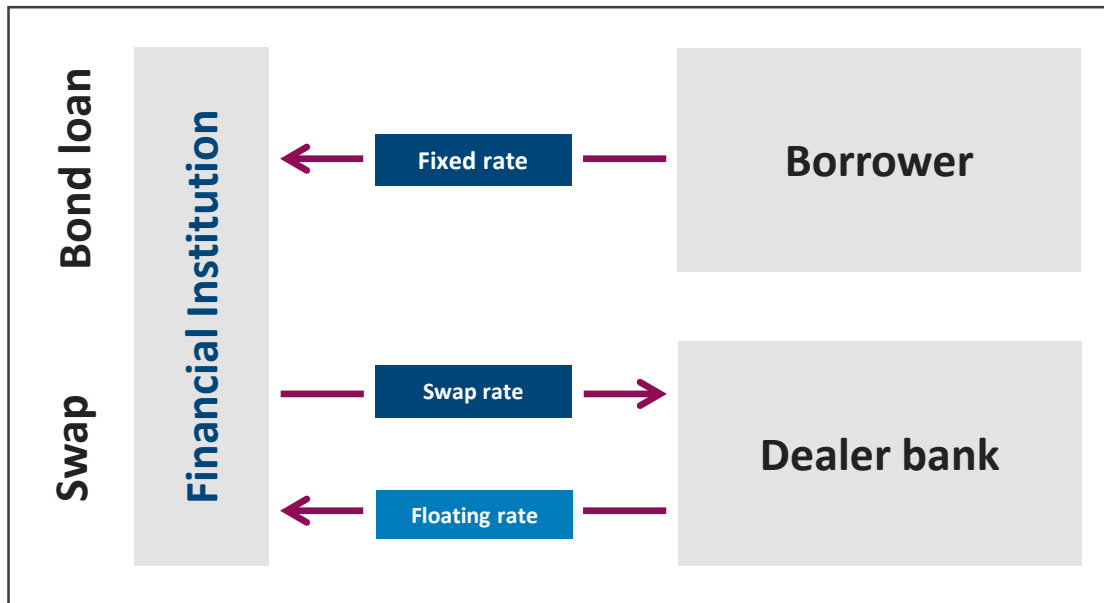 Bond loan
Financial Institution
Fixed rate
Borrower
Swap
Swap rate
Dealer bank
Floating rate